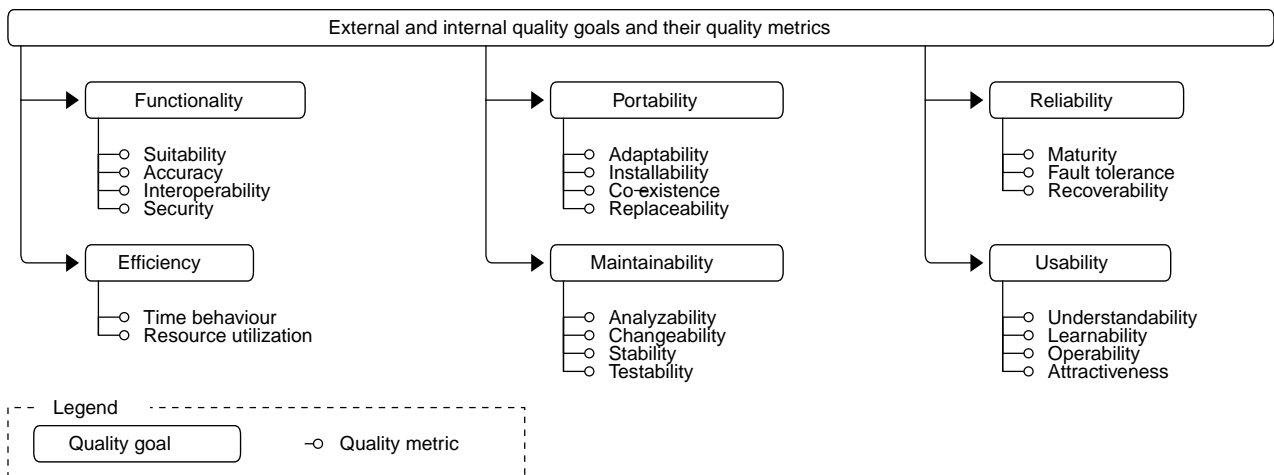 External and internal quality goals and their quality metrics
Functionality
Suitability
Accuracy
Interoperability
Security
Efficiency
Time behaviour
Resource utilization
Portability
Adaptability
Installability
Co-existence
Replaceability
Maintainability
Analyzability
Changeability
Stability
Testability
Reliability
Maturity
Fault tolerance
Recoverability
Usability
Understandability
Learnability
Operability
Attractiveness
Legend
Quality goal
Quality metric